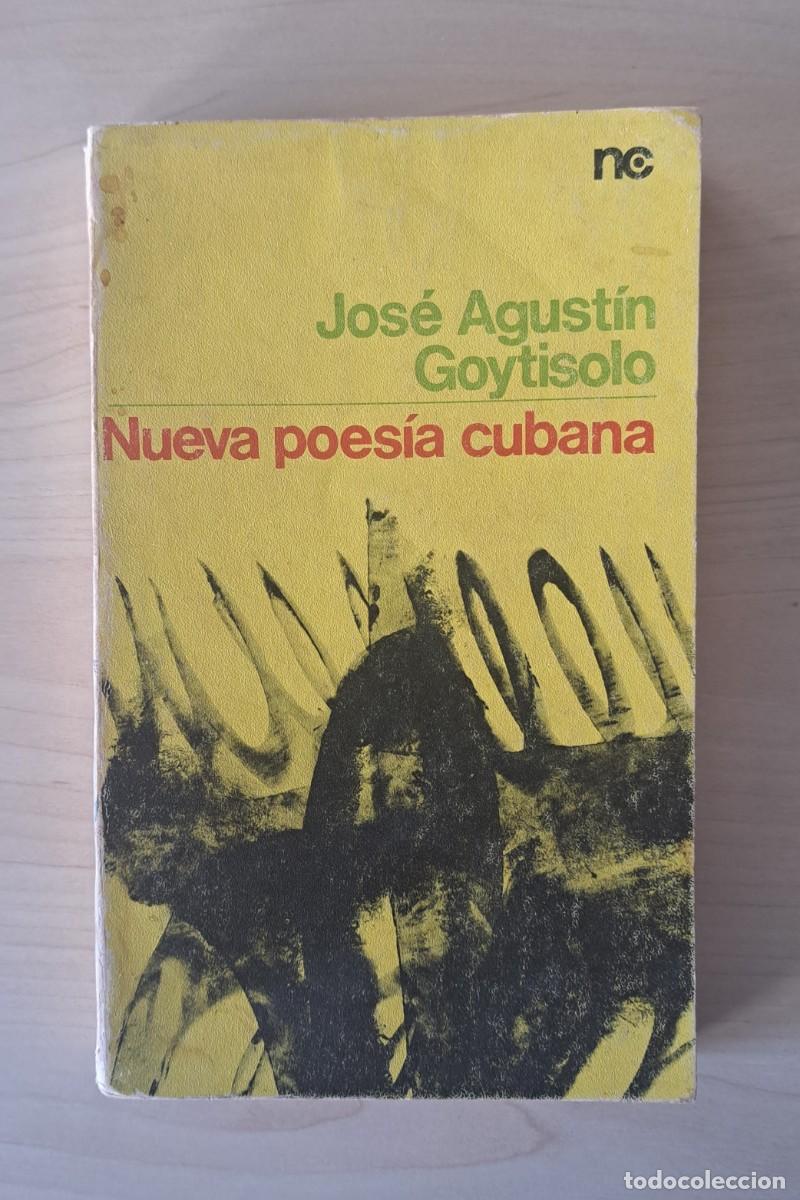 nc
José Agustín
Goytisolo
Nueva poesía cubana
todocoleccion